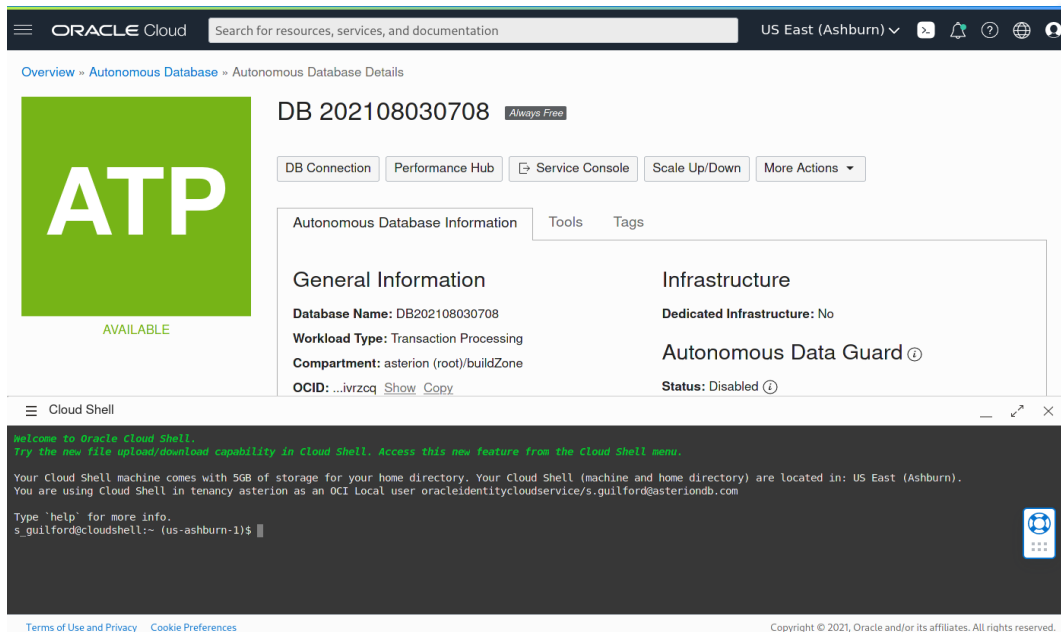 ORACLE Cloud
Search for resources, services, and documentation
US East (Ashburn)
Overview » Autonomous Database » Autonomous Database Details
ATP
AVAILABLE
DB 202108030708 Always Free
DB Connection Performance Hub Service Console Scale Up/Down More Actions
Autonomous Database Information Tools Tags
General Information
Database Name: DB202108030708
Workload Type: Transaction Processing
Compartment: asterion (root)/buildZone
OCID: ...ivrzcq Show Copy
Infrastructure
Dedicated Infrastructure: No
Autonomous Data Guard
Status: Disabled
Cloud Shell
Welcome to Oracle Cloud Shell.
Try the new file upload/download capability in Cloud Shell. Access this new feature from the Cloud Shell menu.
Your Cloud Shell machine comes with 5GB of storage for your home directory. Your Cloud Shell (machine and home directory) are located in: US East (Ashburn).
You are using Cloud Shell in tenancy asterion as an OCI Local user oracleidentitycloudservice/s.guilford@asteriondb.com
Type `help` for more info.
s_guilford@cloudshell:~ (us-ashburn-1)$
Terms of Use and Privacy Cookie Preferences
Copyright © 2021, Oracle and/or its affiliates. All rights reserved.